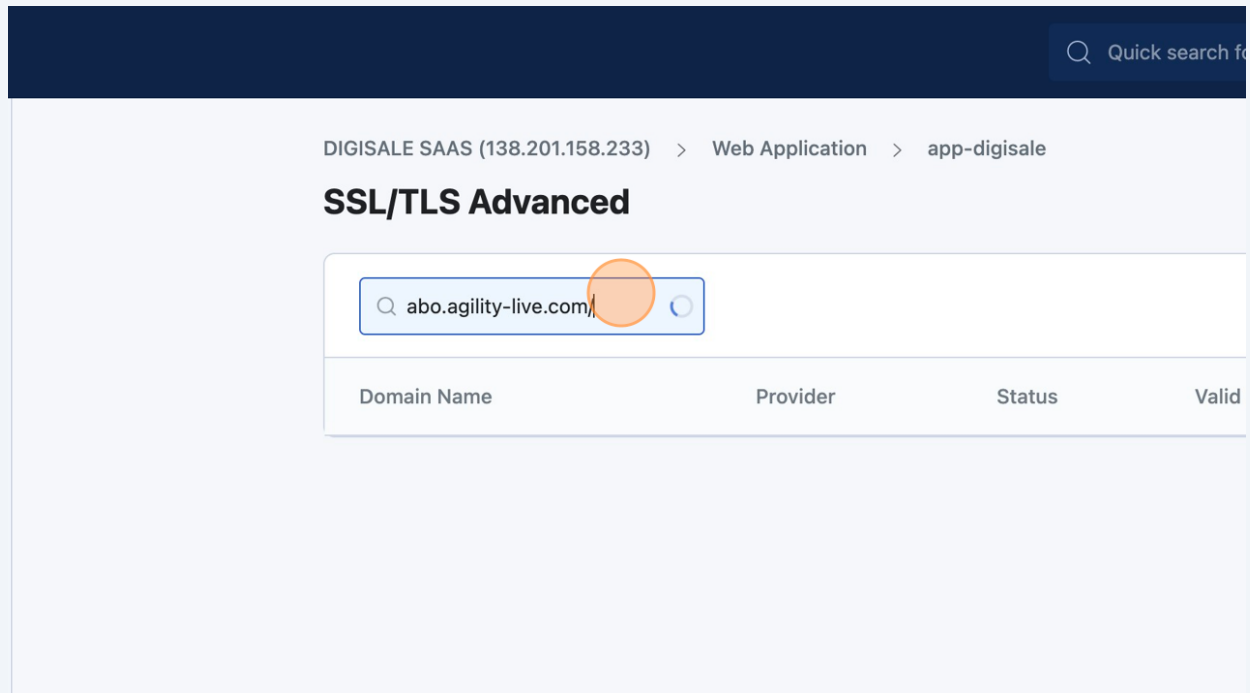 Quick search fo
DIGISALE SAAS (138.201.158.233) > Web Application > app-digisale
SSL/TLS Advanced
abo.agility-live.com/
Domain Name Provider Status Valid